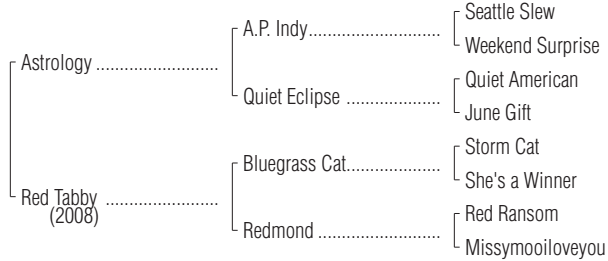 Seattle Slew
A.P. Indy....................................
Weekend Surprise
Astrology ..................................
Quiet American
Quiet Eclipse ..........................
June Gift
Storm Cat
Bluegrass Cat..........................
She's a Winner
Red Tabby ................................
(2008)
Red Ransom
Redmond ..................................
Missymooiloveyou